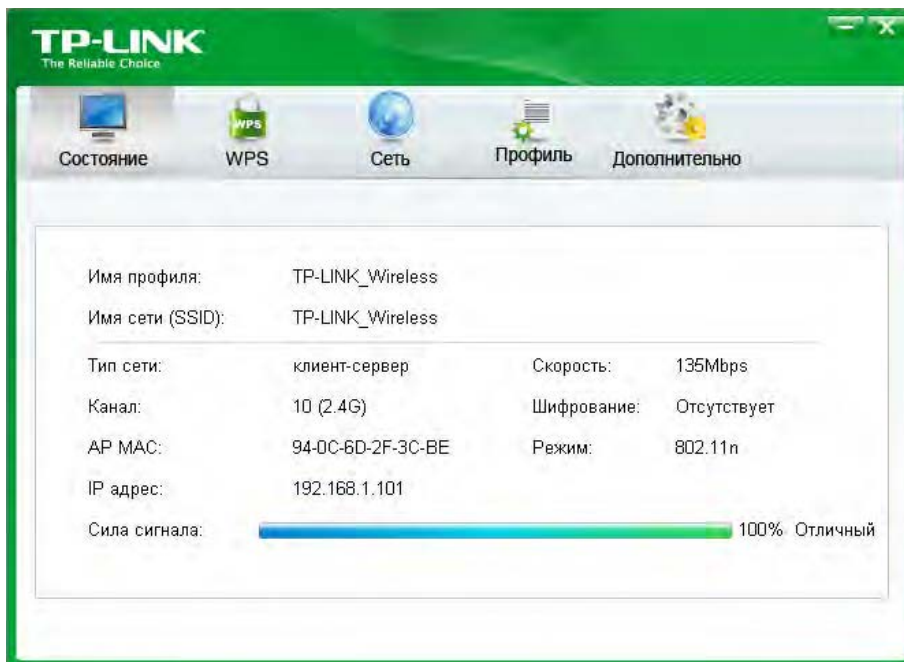 TP-LINK
The Reliable Choice
WPS
Состояние WPS Сеть Профиль Дополнительно
Имя профиля: TP-LINK_Wireless
Имя сети (SSID): TP-LINK_Wireless
Тип сети: клиент-сервер Скорость: 135Mbps
Канал: 10 (2.4G) Шифрование: Отсутствует
AP MAC: 94-0C-6D-2F-3C-BE Режим: 802.11n
IP адрес: 192.168.1.101
Сила сигнала: 100% Отличный